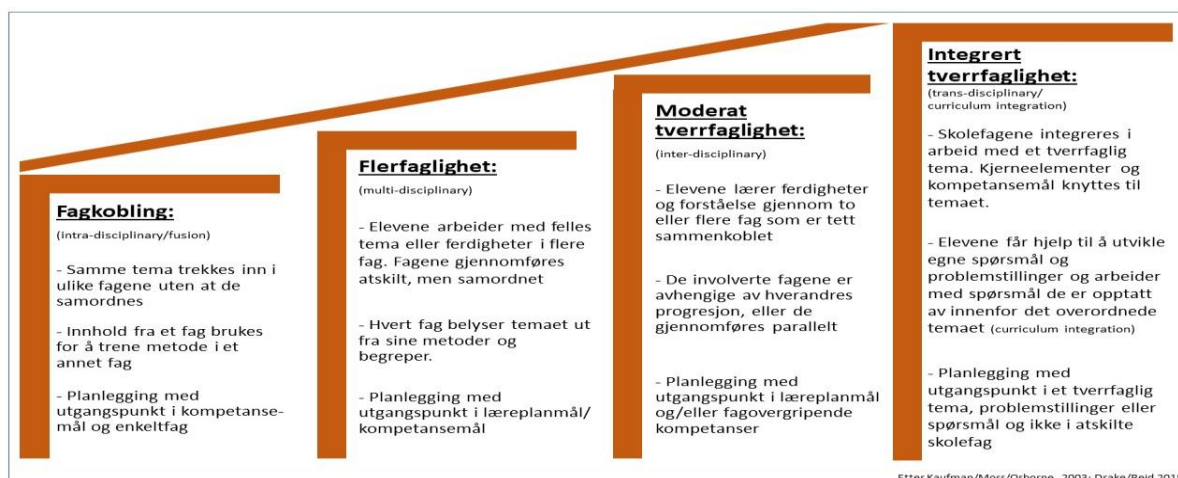 Fagkobling:
(intra-disciplinary/fusion)
- Samme tema trekkes inn i
ulike fagene uten at de
samordnes
- Innhold fra et fag brukes
for å trene metode i et
annet fag
- Planlegging med
utgangspunkt i kompetanse-
mål og enkeltfag
Flerfaglighet:
(multi-disciplinary)
- Elevene arbeider med felles
tema eller ferdigheter i flere
fag. Fagene gjennomføres
atskilt, men samordnet
- Hvert fag belyser temaet ut
fra sine metoder og
begreper.
- Planlegging med
utgangspunkt i læreplanmål/
kompetansemål
Moderat
tverrfaglighet:
(inter-disciplinary)
- Elevene lærer ferdigheter
og forståelse gjennom to
eller flere fag som er tett
sammenkoblet
- De involverte fagene er
avhengige av hverandres
progresjon, eller de
gjennomføres parallelt
- Planlegging med
utgangspunkt i læreplanmål
og/eller fagovergripende
kompetanser
Integrert
tverrfaglighet:
(trans-disciplinary/
curriculum integration)
- Skolefagene integreres i
arbeid med et tverrfaglig
tema. Kjerneelementer og
kompetansemål knyttes til
temaet.
- Elevene får hjelp til å utvikle
egne spørsmål og
problemstillinger og arbeider
med spørsmål de er opptatt
av innenfor det overordnede
temaet (curriculum integration)
- Planlegging med
utgangspunkt i et tverrfaglig
tema, problemstillinger eller
spørsmål og ikke i atskilte
skolefag
Etter Kaufman/Moss/Osborne, 2003; Drake/Reid